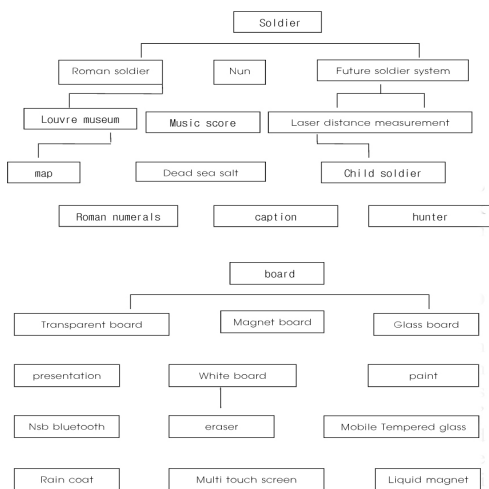 Soldier
Roman soldier
Nun
Future soldier system
Louvre museum
Music score
Laser distance measurement
map
Dead sea salt
Child soldier
Roman numerals
caption
hunter
board
Transparent board
Magnet board
Glass board
presentation
White board
paint
Nsb bluetooth
eraser
Mobile Tempered glass
Rain coat
Multi touch screen
Liquid magnet